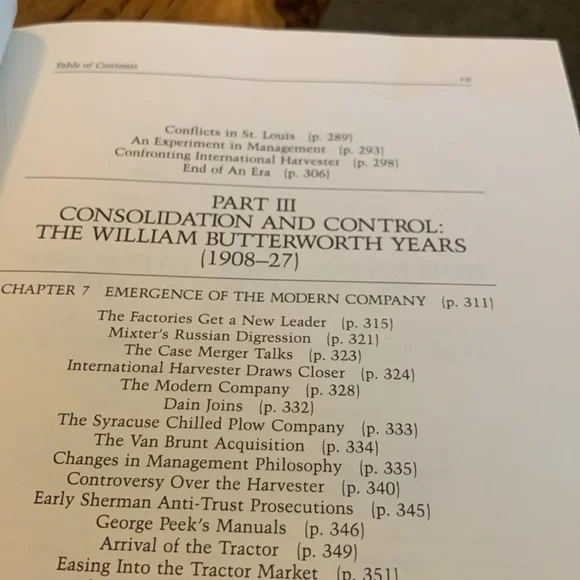 Table of Contents vii
Conflicts in St. Louis (p. 289)
An Experiment in Management (p. 293)
Confronting International Harvester (p. 298)
End of An Era (p. 306)
PART III
CONSOLIDATION AND CONTROL:
THE WILLIAM BUTTERWORTH YEARS
(1908–27)
CHAPTER 7 EMERGENCE OF THE MODERN COMPANY (p. 311)
The Factories Get a New Leader (p. 315)
Mixter's Russian Digression (p. 321)
The Case Merger Talks (p. 323)
International Harvester Draws Closer (p. 324)
The Modern Company (p. 328)
Dain Joins (p. 332)
The Syracuse Chilled Plow Company (p. 333)
The Van Brunt Acquisition (p. 334)
Changes in Management Philosophy (p. 335)
Controversy Over the Harvester (p. 340)
Early Sherman Anti-Trust Prosecutions (p. 345)
George Peek's Manuals (p. 346)
Arrival of the Tractor (p. 349)
Easing Into the Tractor Market (p. 351)